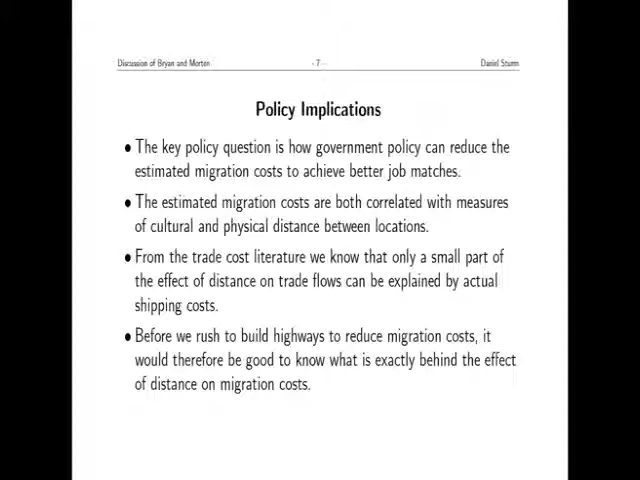 Discussion of Bryan and Morten - 7 - Daniel Sturm
Policy Implications
• The key policy question is how government policy can reduce the
estimated migration costs to achieve better job matches.
• The estimated migration costs are both correlated with measures
of cultural and physical distance between locations.
• From the trade cost literature we know that only a small part of
the effect of distance on trade flows can be explained by actual
shipping costs.
• Before we rush to build highways to reduce migration costs, it
would therefore be good to know what is exactly behind the effect
of distance on migration costs.